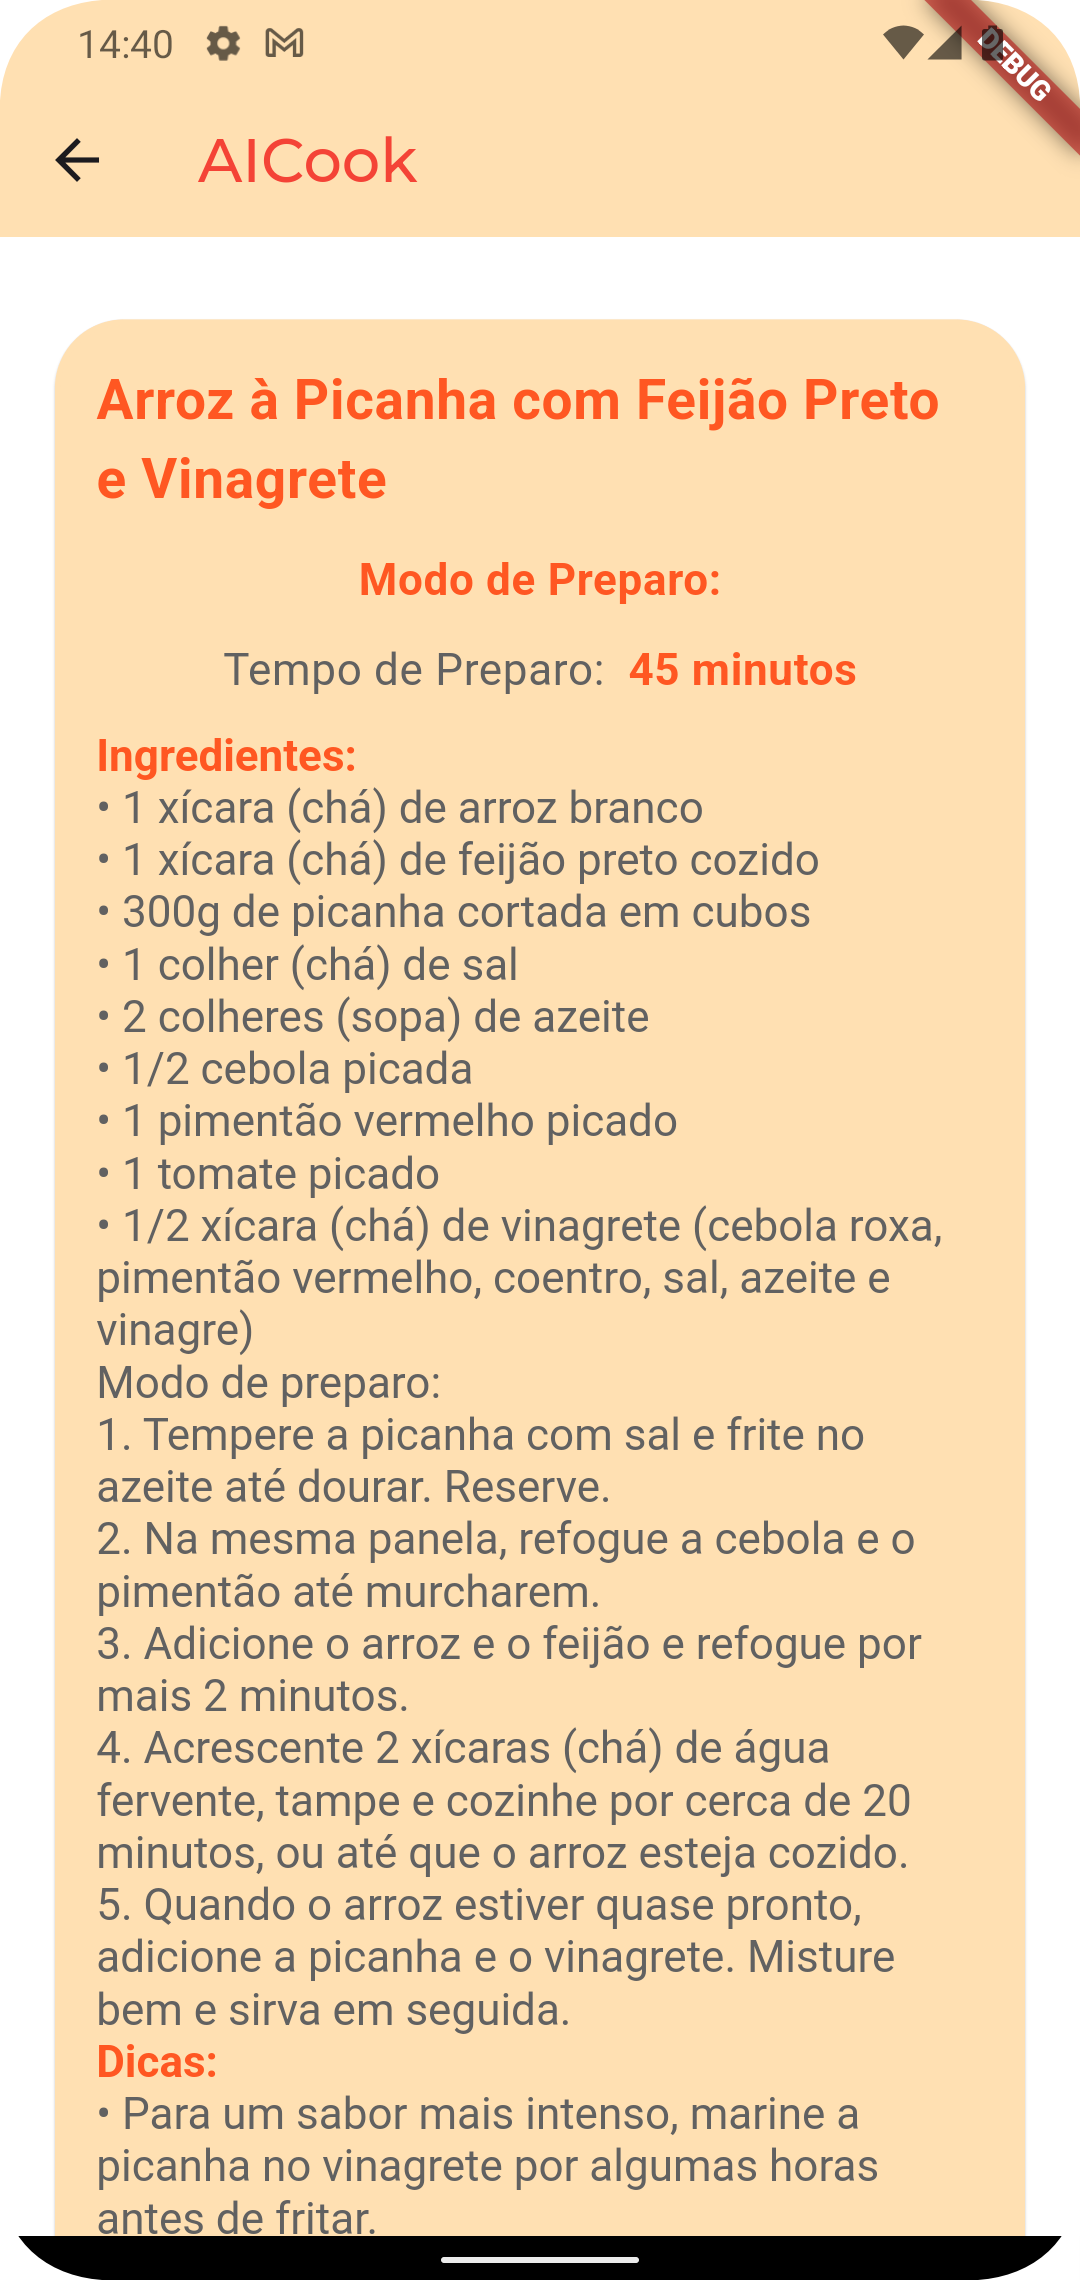 14:40
DEBUG
AICook
Arroz à Picanha com Feijão Preto
e Vinagrete
Modo de Preparo:
Tempo de Preparo: 45 minutos
Ingredientes:
• 1 xícara (chá) de arroz branco
• 1 xícara (chá) de feijão preto cozido
• 300g de picanha cortada em cubos
• 1 colher (chá) de sal
• 2 colheres (sopa) de azeite
• 1/2 cebola picada
• 1 pimentão vermelho picado
• 1 tomate picado
• 1/2 xícara (chá) de vinagrete (cebola roxa,
pimentão vermelho, coentro, sal, azeite e
vinagre)
Modo de preparo:
1. Tempere a picanha com sal e frite no
azeite até dourar. Reserve.
2. Na mesma panela, refogue a cebola e o
pimentão até murcharem.
3. Adicione o arroz e o feijão e refogue por
mais 2 minutos.
4. Acrescente 2 xícaras (chá) de água
fervente, tampe e cozinhe por cerca de 20
minutos, ou até que o arroz esteja cozido.
5. Quando o arroz estiver quase pronto,
adicione a picanha e o vinagrete. Misture
bem e sirva em seguida.
Dicas:
• Para um sabor mais intenso, marine a
picanha no vinagrete por algumas horas
antes de fritar.